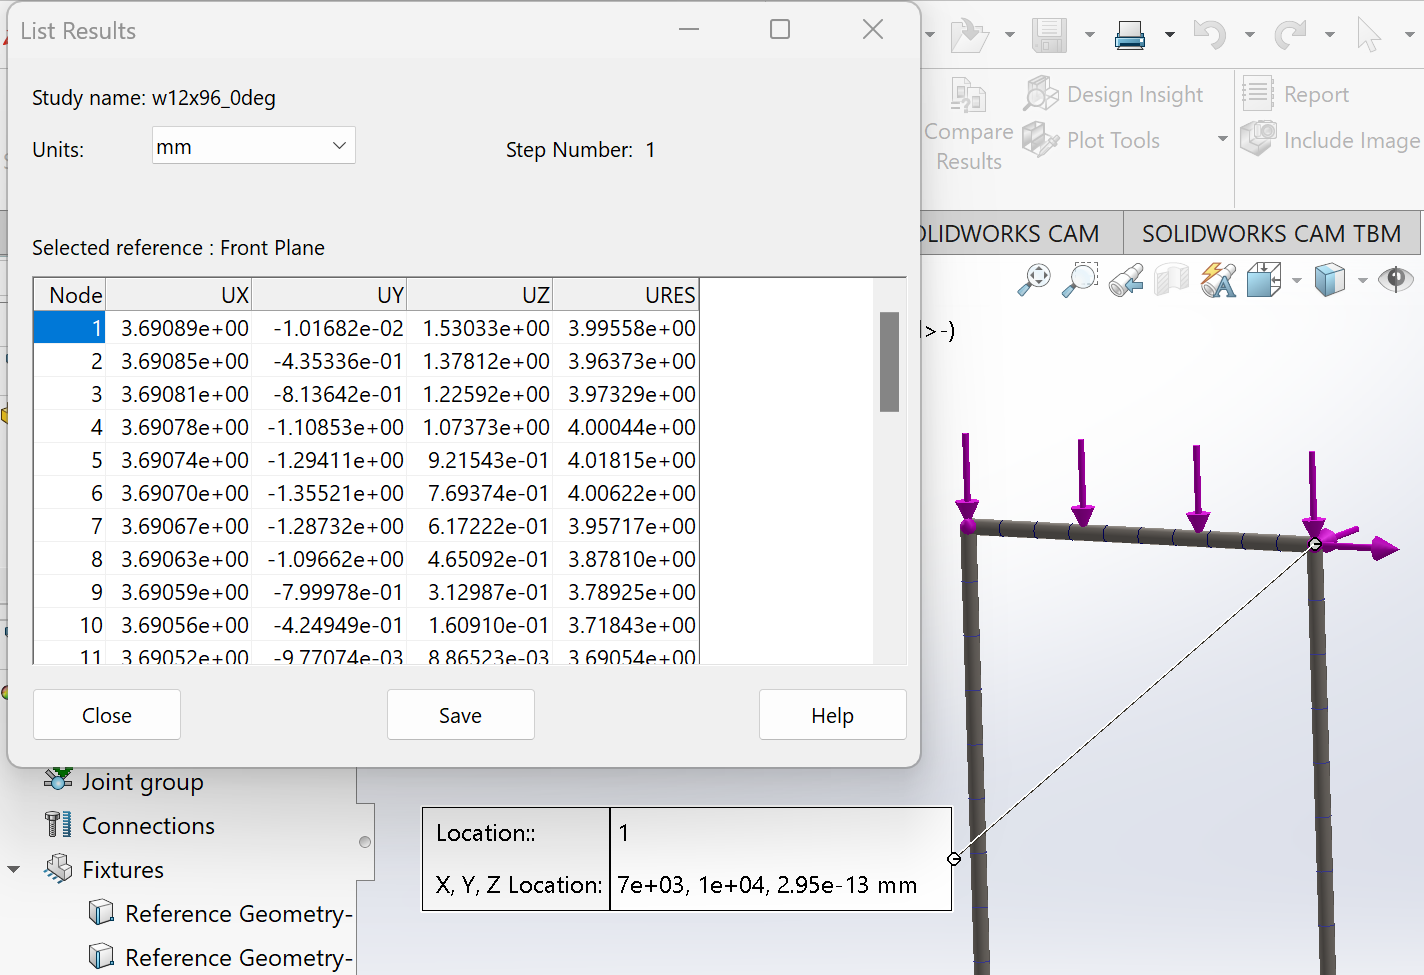 List Results
Study name: w12x96_0deg
Units: mm Step Number: 1
Selected reference : Front Plane
Node UX UY UZ URES
1 3.69089e+00 -1.01682e-02 1.53033e+00 3.99558e+00
2 3.69085e+00 -4.35336e-01 1.37812e+00 3.96373e+00
3 3.69081e+00 -8.13642e-01 1.22592e+00 3.97329e+00
4 3.69078e+00 -1.10853e+00 1.07373e+00 4.00044e+00
5 3.69074e+00 -1.29411e+00 9.21543e-01 4.01815e+00
6 3.69070e+00 -1.35521e+00 7.69374e-01 4.00622e+00
7 3.69067e+00 -1.28732e+00 6.17222e-01 3.95717e+00
8 3.69063e+00 -1.09662e+00 4.65092e-01 3.87810e+00
9 3.69059e+00 -7.99978e-01 3.12987e-01 3.78925e+00
10 3.69056e+00 -4.24949e-01 1.60910e-01 3.71843e+00
11 3.69052e+00 -9.77074e-03 8.86523e-03 3.69054e+00
Close Save Help
Compare
Results
Design Insight
Plot Tools
Report
Include Image
OLIDWORKS CAM SOLIDWORKS CAM TBM
>-)
Joint group
Connections
Fixtures
Reference Geometry-
Reference Geometry-
Location:: 1
X, Y, Z Location: 7e+03, 1e+04, 2.95e-13 mm